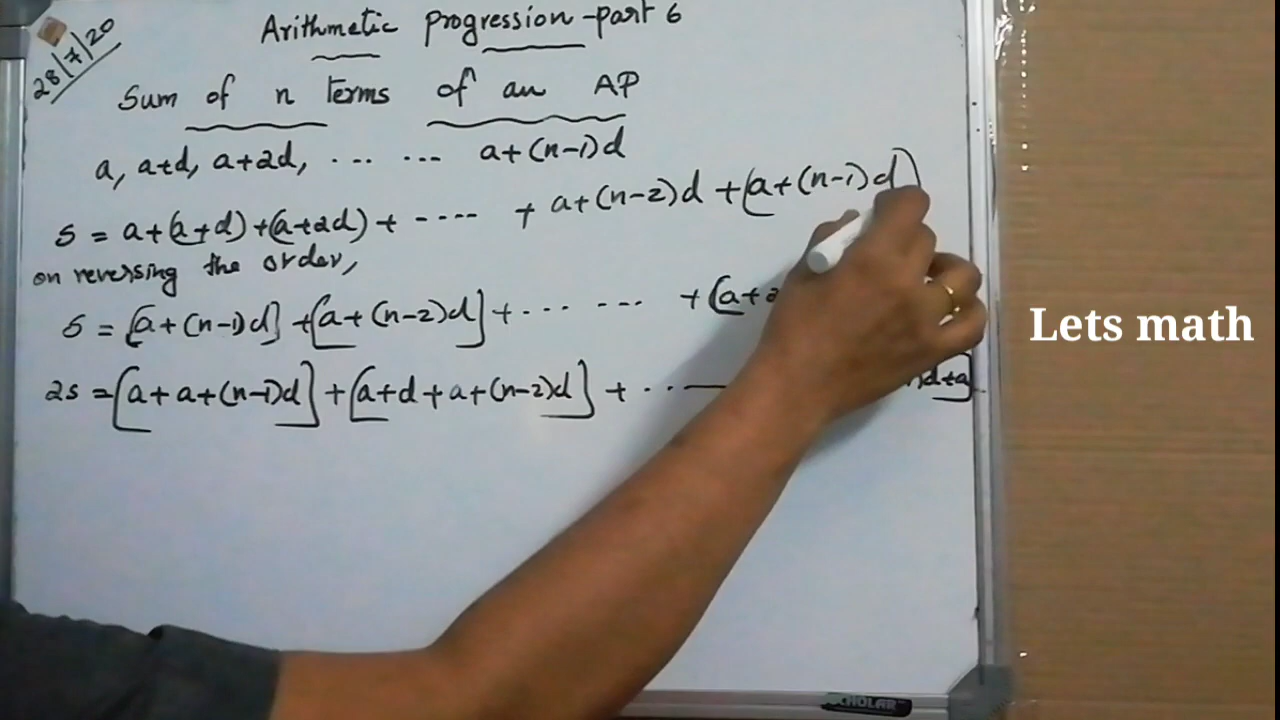 28/7/20
Arithmetic Progression - part 6
Sum of n terms of an AP
a, a+d, a+2d, .... ... a+(n-1)d
S = a+(a+d)+(a+2d)+ ---- + a+(n-2)d +(a+(n-1)d)
on reversing the order,
S = [a+(n-1)d] +[a+(n-2)d]+ ... ... +(a+
2S =[a+a+(n-1)d]+[a+d+a+(n-2)d] + .. — )d+a]
Lets math
SCHOLAR